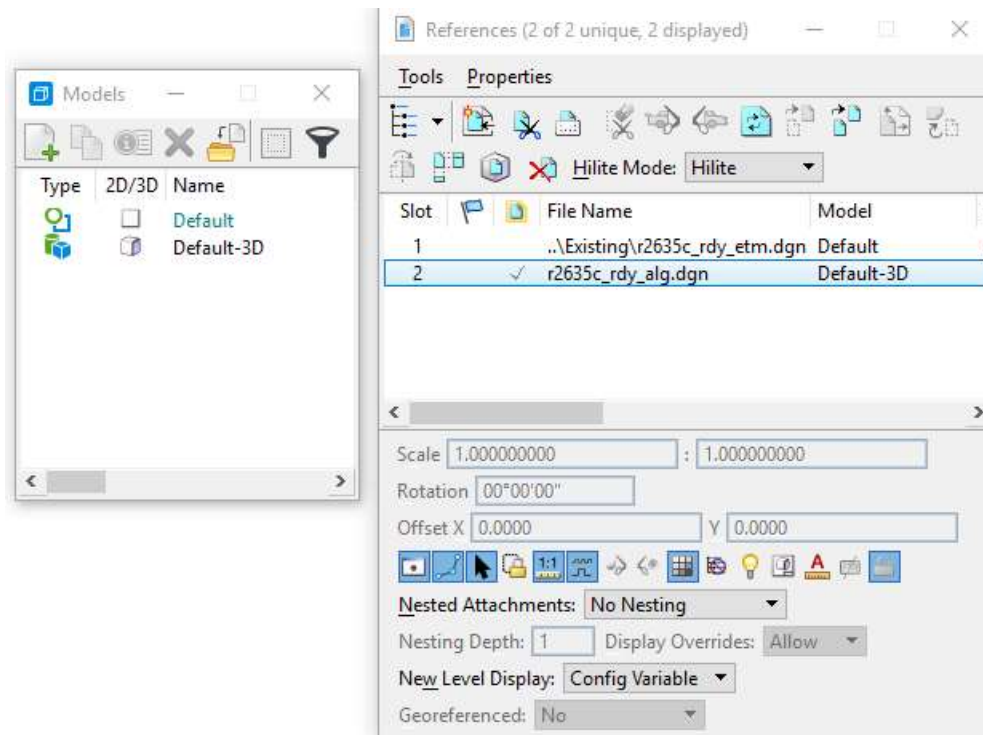 Models
Type 2D/3D Name
Default
Default-3D
References (2 of 2 unique, 2 displayed)
Tools Properties
Hilite Mode: Hilite
Slot File Name Model
1 ..\Existing\r2635c_rdy_etm.dgn Default
2 r2635c_rdy_alg.dgn Default-3D
Scale 1.000000000 : 1.000000000
Rotation 00°00'00"
Offset X 0.0000 Y 0.0000
1:1 A
Nested Attachments: No Nesting
Nesting Depth: 1 Display Overrides: Allow
New Level Display: Config Variable
Georeferenced: No